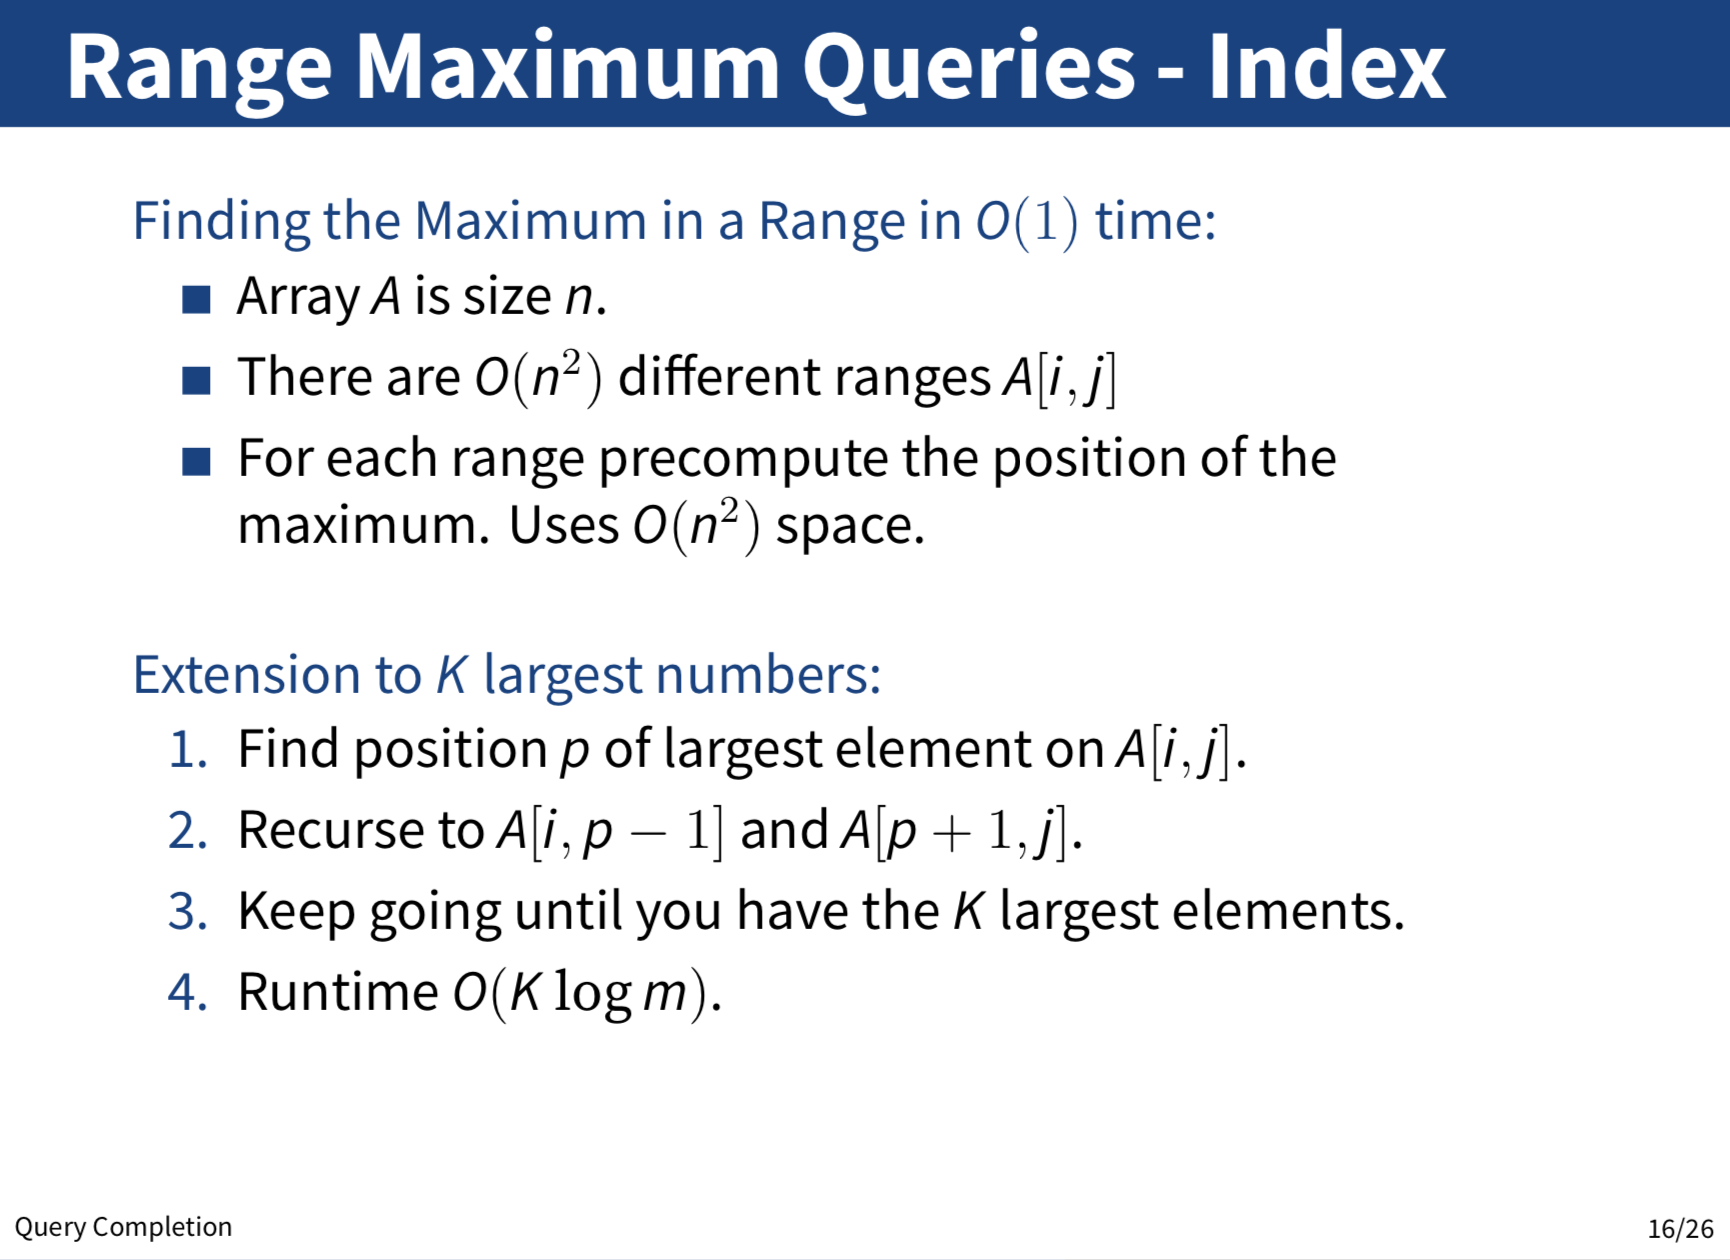 Range Maximum Queries - Index
Finding the Maximum in a Range in O(1) time:
■ Array A is size n.
■ There are O(n²) different ranges A[i, j]
■ For each range precompute the position of the
maximum. Uses O(n²) space.
Extension to K largest numbers:
1. Find position p of largest element on A[i, j].
2. Recurse to A[i, p − 1] and A[p + 1, j].
3. Keep going until you have the K largest elements.
4. Runtime O(K log m).
Query Completion
16/26